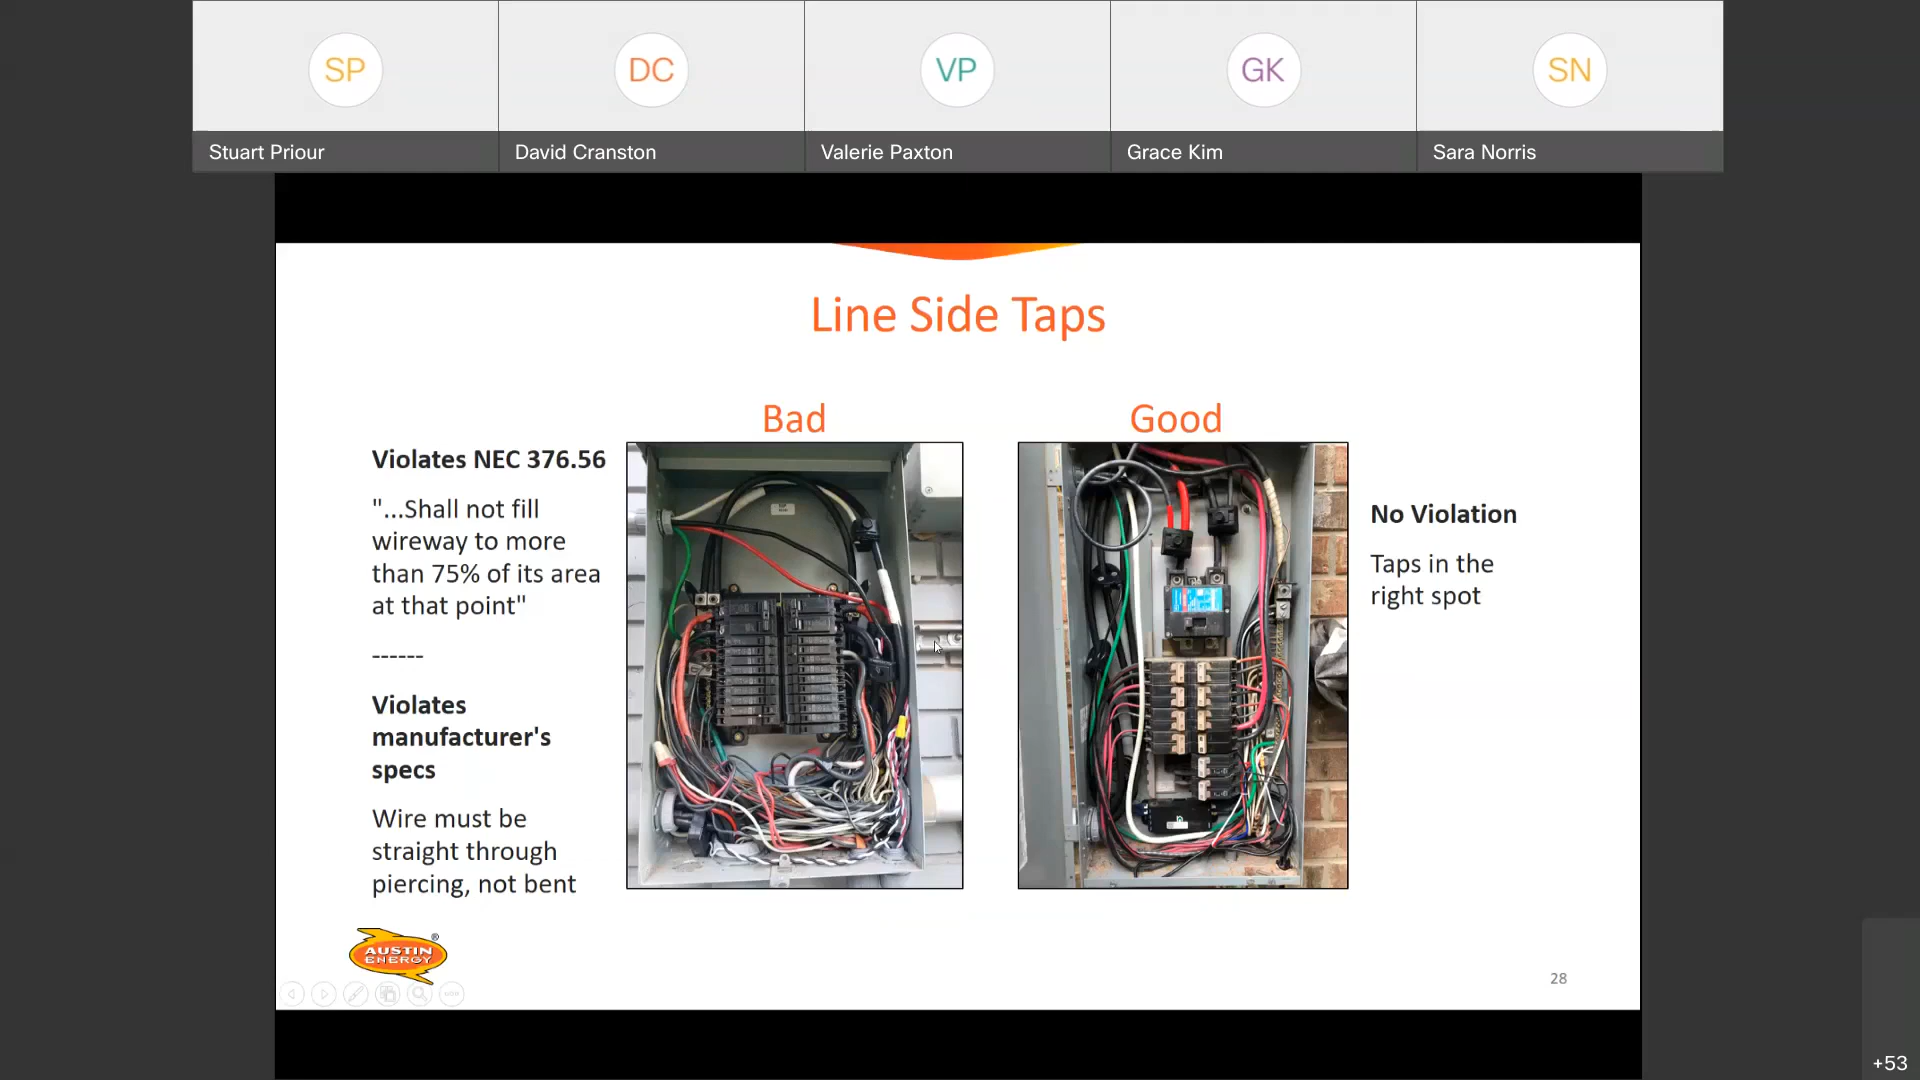 SP
DC
VP
GK
SN
Stuart Priour
David Cranston
Valerie Paxton
Grace Kim
Sara Norris
Line Side Taps
Bad
Good
Violates NEC 376.56
"...Shall not fill
wireway to more
than 75% of its area
at that point"
------
Violates
manufacturer's
specs
Wire must be
straight through
piercing, not bent
No Violation
Taps in the
right spot
AUSTIN
ENERGY
®
28
+53